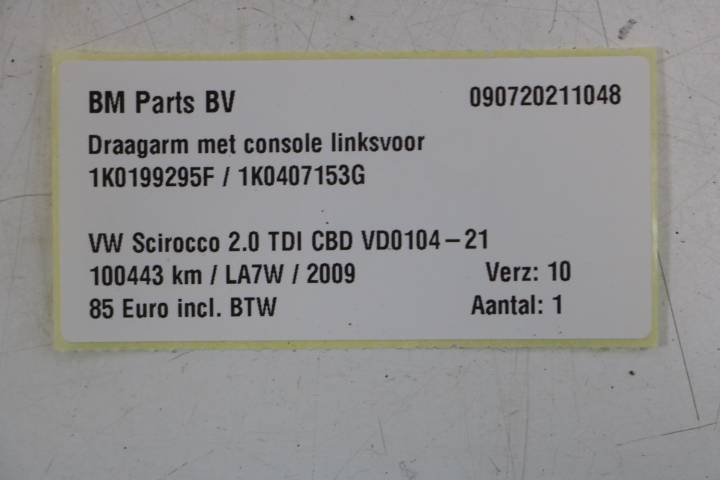 BM Parts BV 090720211048
Draagarm met console linksvoor
1K0199295F / 1K0407153G
VW Scirocco 2.0 TDI CBD VD0104-21
100443 km / LA7W / 2009 Verz: 10
85 Euro incl. BTW Aantal: 1